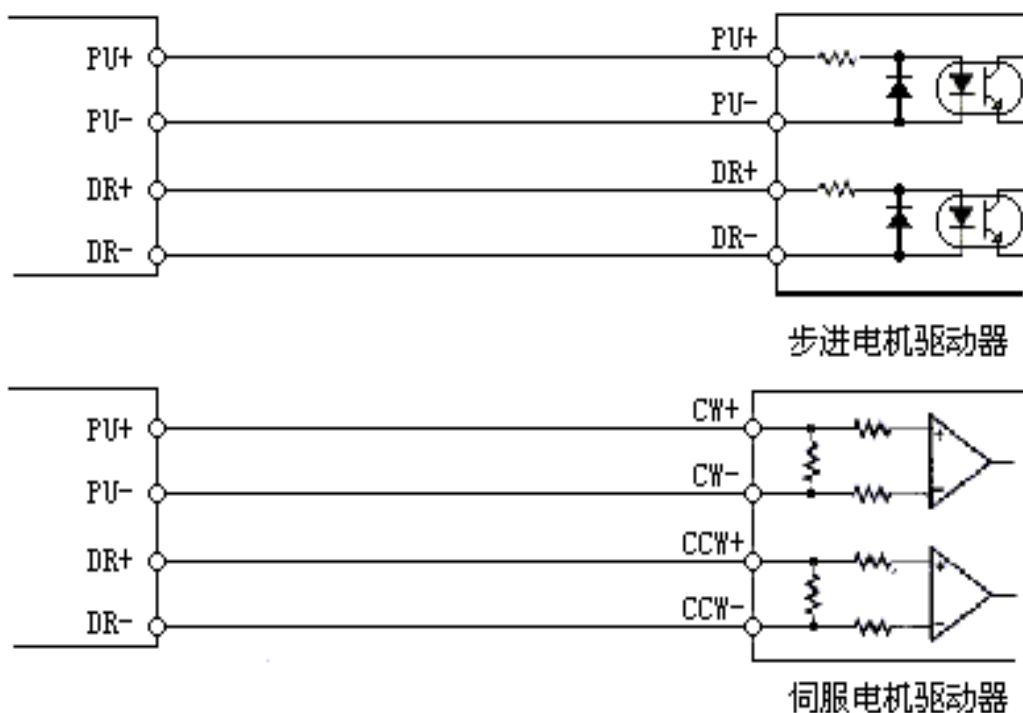 PU+ PU+
PU- PU-
DR+ DR+
DR- DR-
步进电机驱动器
PU+ CW+
+
PU- CW-
-
DR+ CCW+
+
DR- CCW-
-
伺服电机驱动器